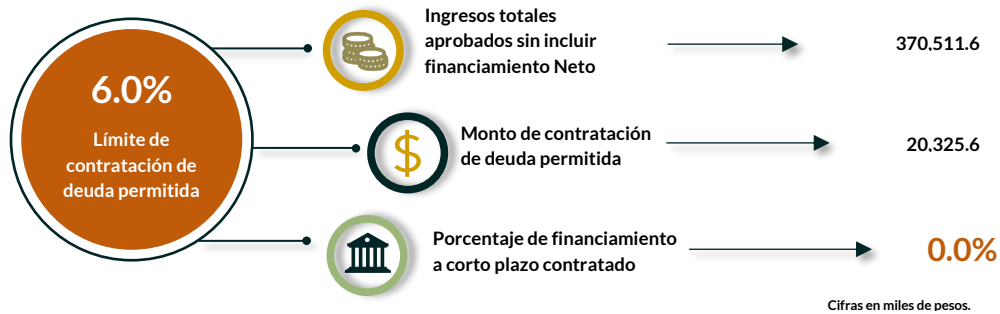 6.0%
Límite de
contratación de
deuda permitida
Ingresos totales
aprobados sin incluir
financiamiento Neto
370,511.6
$
Monto de contratación
de deuda permitida
20,325.6
Porcentaje de financiamiento
a corto plazo contratado
0.0%
Cifras en miles de pesos.